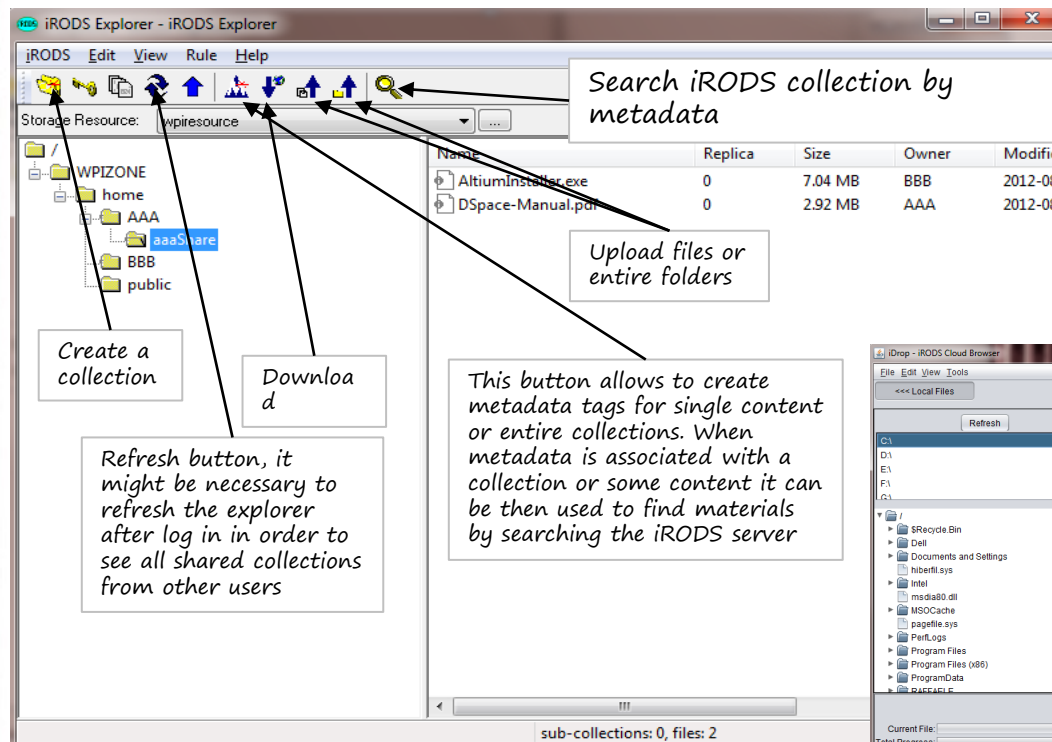 iRODS Explorer - iRODS Explorer
iRODS Edit View Rule Help
Storage Resource: wpiresource ...
Search iRODS collection by
metadata
/
WPIZONE
home
AAA
aaaShare
BBB
public
Name Replica Size Owner Modifie
AltiumInstaller.exe 0 7.04 MB BBB 2012-08
DSpace-Manual.pdf 0 2.92 MB AAA 2012-08
Upload files or
entire folders
Create a
collection
Downloa
d
Refresh button, it
might be necessary to
refresh the explorer
after log in in order to
see all shared collections
from other users
This button allows to create
metadata tags for single content
or entire collections. When
metadata is associated with a
collection or some content it can
be then used to find materials
by searching the iRODS server
iDrop - iRODS Cloud Browser
File Edit View Tools
<<< Local Files
Refresh
C:\
D:\
E:\
F:\
G:\
/
$Recycle.Bin
Dell
Documents and Settings
hiberfil.sys
Intel
msdia80.dll
MSOCache
pagefile.sys
PerfLogs
Program Files
Program Files (x86)
ProgramData
RAFFAELE
Current File:
Total Progress:
sub-collections: 0, files: 2